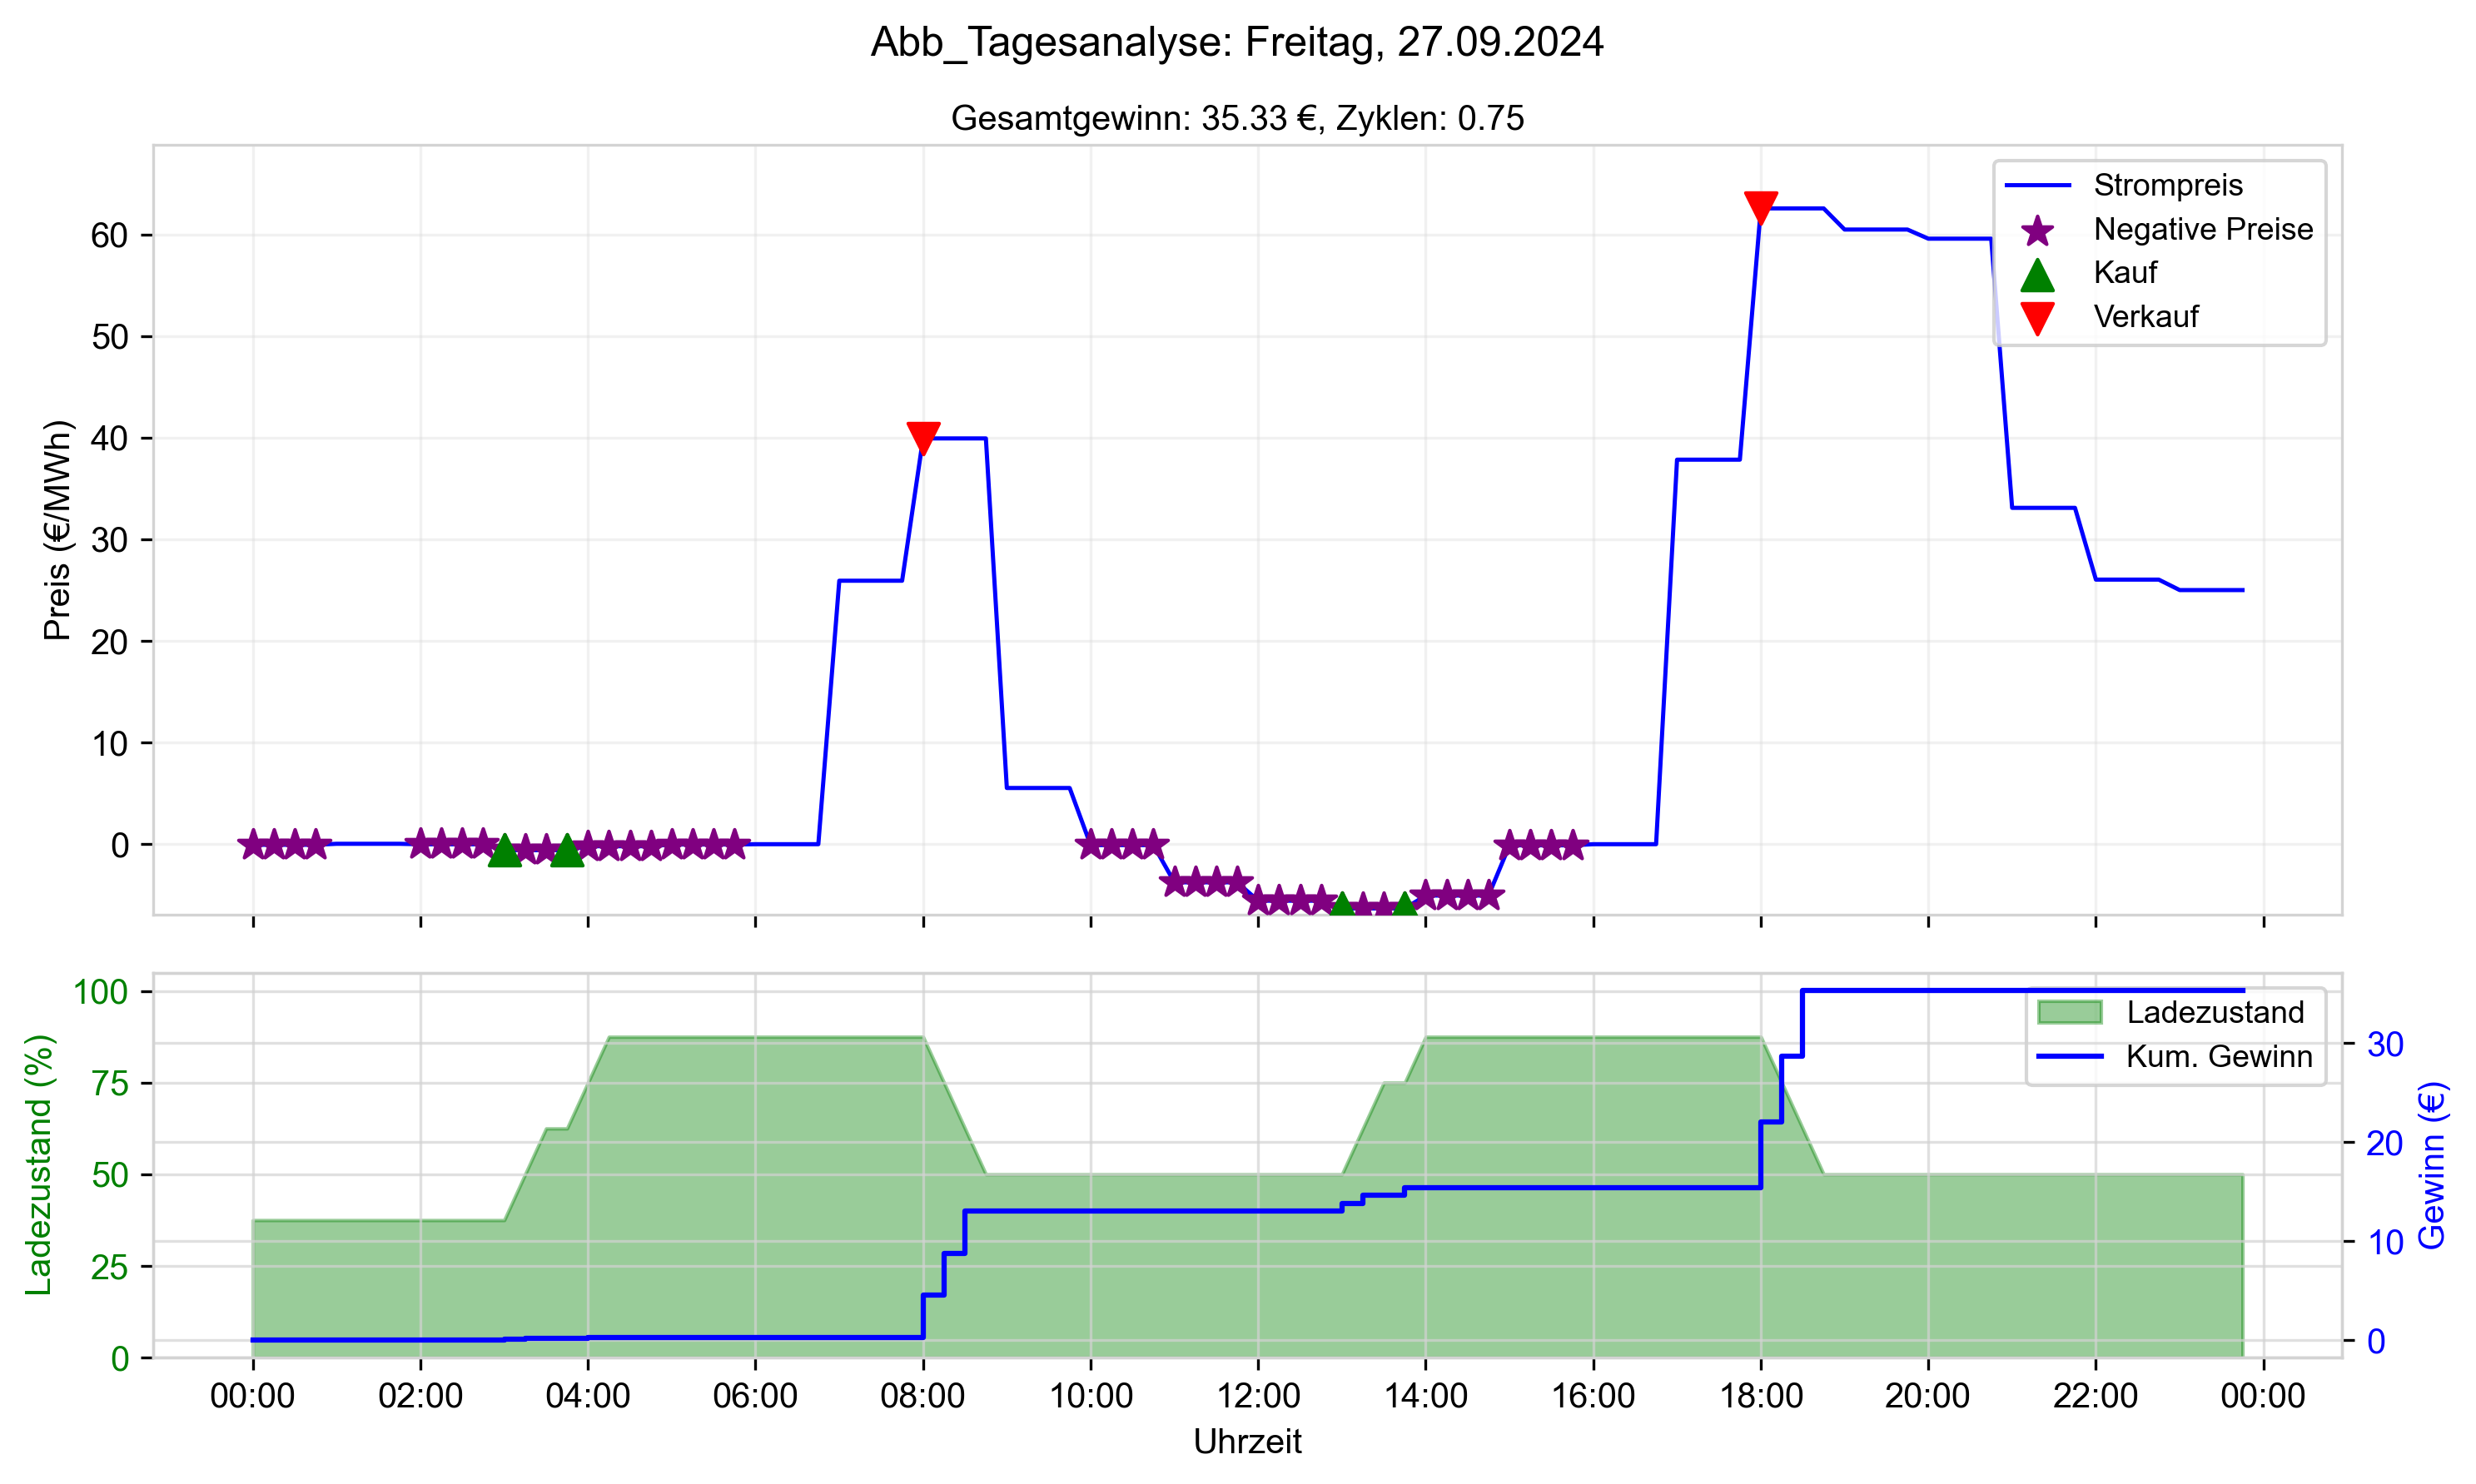 Abb_Tagesanalyse: Freitag, 27.09.2024
Gesamtgewinn: 35.33 €, Zyklen: 0.75
Preis (€/MWh)
60
50
40
30
20
10
0
Strompreis
Negative Preise
Kauf
Verkauf
Ladezustand (%)
100
75
50
25
0
Ladezustand
Kum. Gewinn
30
20
10
0
Gewinn (€)
00:00 02:00 04:00 06:00 08:00 10:00 12:00 14:00 16:00 18:00 20:00 22:00 00:00
Uhrzeit